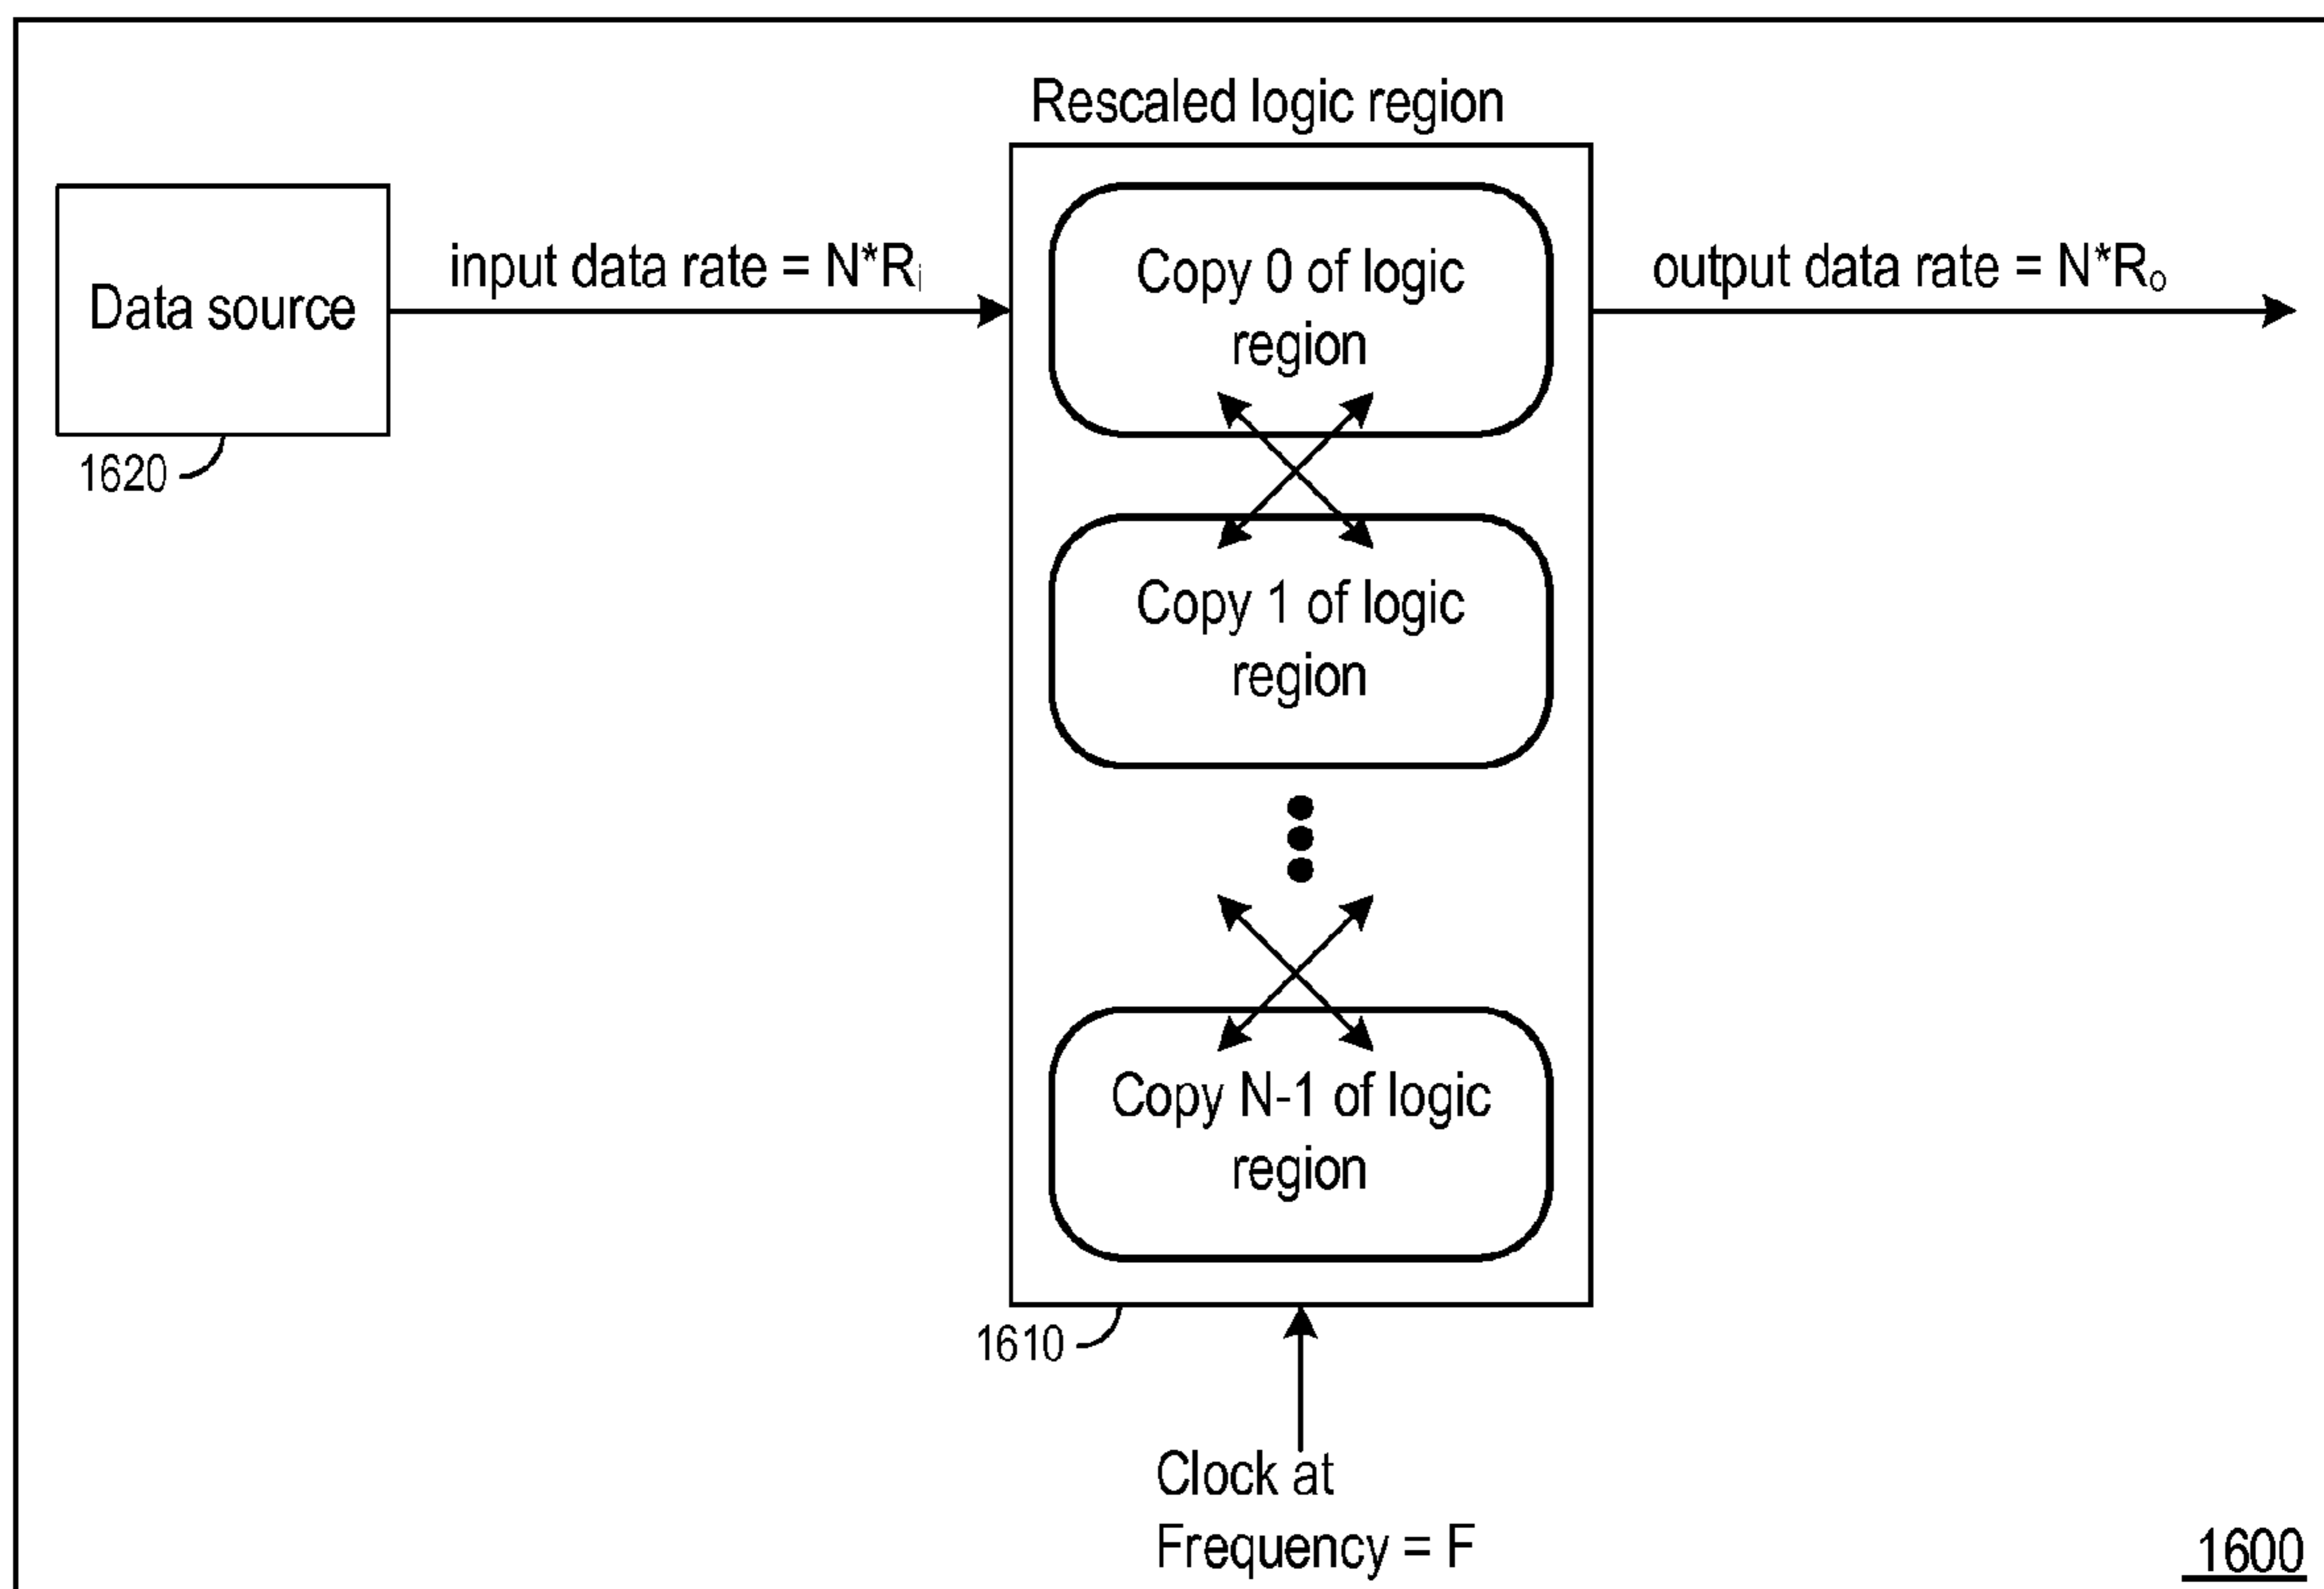 Rescaled logic region
Data source
1620
input data rate = N*Ri
Copy 0 of logic
region
output data rate = N*Ro
Copy 1 of logic
region
Copy N-1 of logic
region
1610
Clock at
Frequency = F
1600